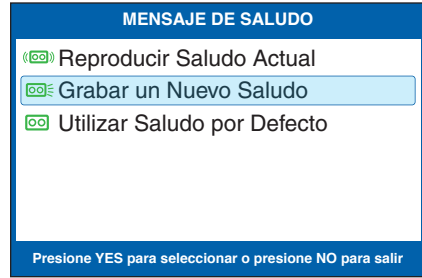 MENSAJE DE SALUDO
Reproducir Saludo Actual
Grabar un Nuevo Saludo
Utilizar Saludo por Defecto
Presione YES para seleccionar o presione NO para salir